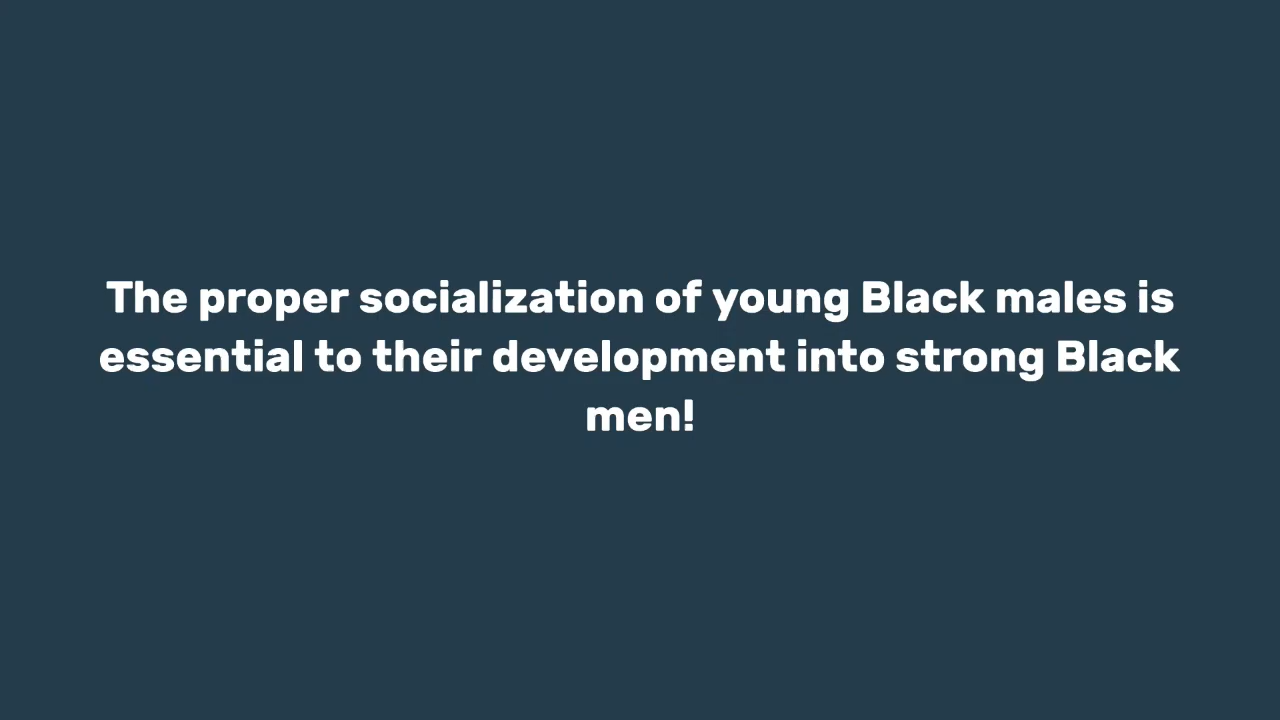 The proper socialization of young Black males is
essential to their development into strong Black
men!